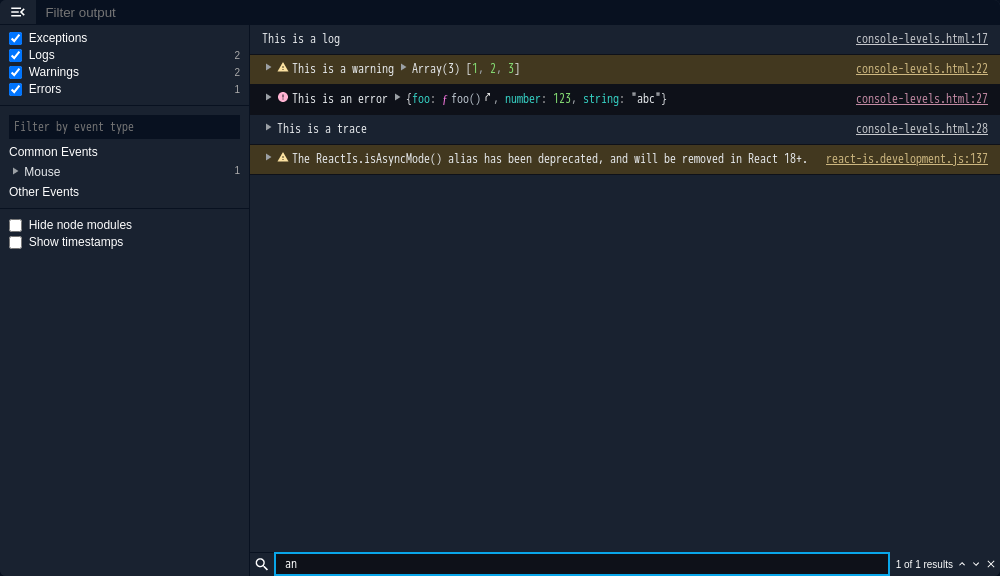 Filter output
Exceptions
Logs 2
Warnings 2
Errors 1
Filter by event type
Common Events
Mouse 1
Other Events
Hide node modules
Show timestamps
This is a log console-levels.html:17
This is a warning Array(3) [1, 2, 3] console-levels.html:22
This is an error {foo: ƒ foo(), number: 123, string: "abc"} console-levels.html:27
This is a trace console-levels.html:28
The ReactIs.isAsyncMode() alias has been deprecated, and will be removed in React 18+. react-is.development.js:137
an 1 of 1 results